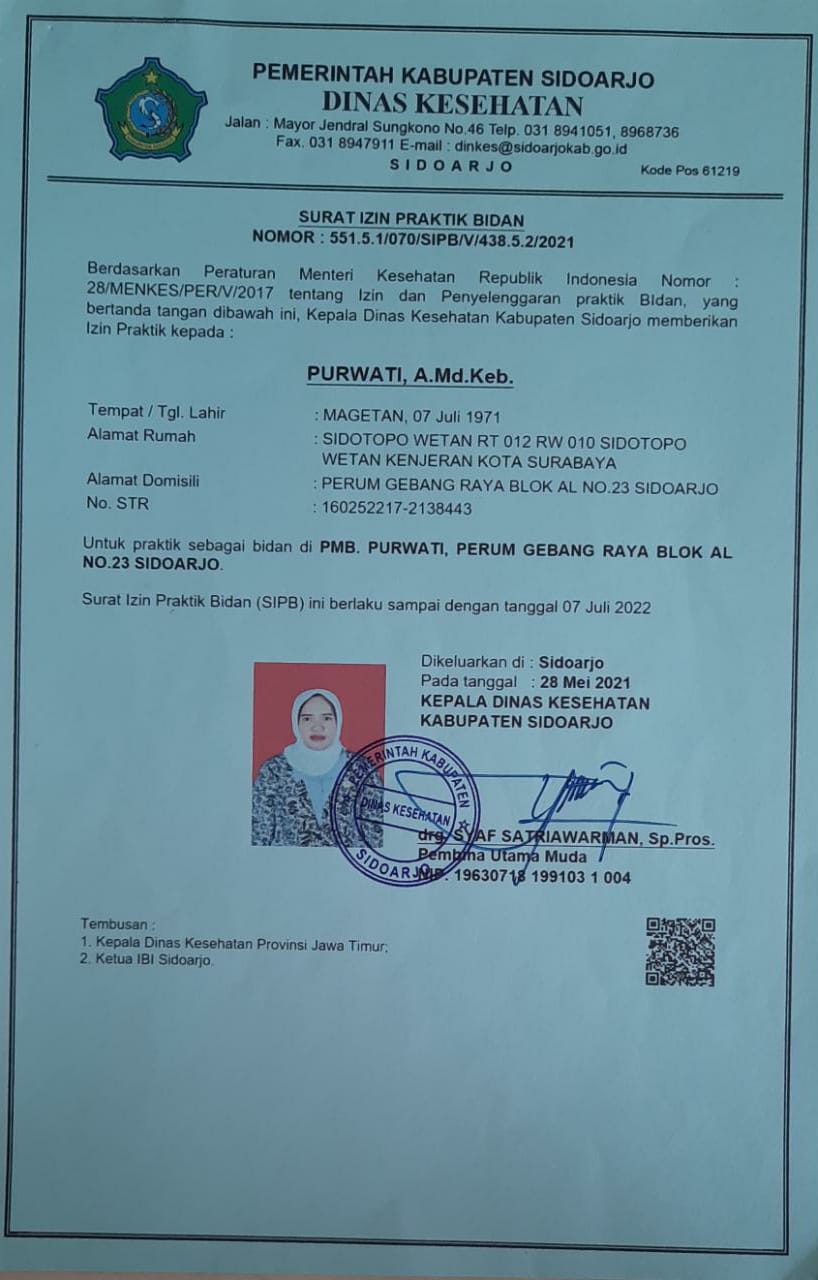 PEMERINTAH KABUPATEN SIDOARJO
DINAS KESEHATAN
Jalan : Mayor Jendral Sungkono No.46 Telp. 031 8941051, 8968736
Fax. 031 8947911 E-mail : dinkes@sidoarjokab.go.id
S I D O A R J O
Kode Pos 61219
SURAT IZIN PRAKTIK BIDAN
NOMOR : 551.5.1/070/SIPB/V/438.5.2/2021
Berdasarkan Peraturan Menteri Kesehatan Republik Indonesia Nomor :
28/MENKES/PER/V/2017 tentang Izin dan Penyelenggaran praktik BIdan, yang
bertanda tangan dibawah ini, Kepala Dinas Kesehatan Kabupaten Sidoarjo memberikan
Izin Praktik kepada :
PURWATI, A.Md.Keb.
Tempat / Tgl. Lahir : MAGETAN, 07 Juli 1971
Alamat Rumah : SIDOTOPO WETAN RT 012 RW 010 SIDOTOPO
WETAN KENJERAN KOTA SURABAYA
Alamat Domisili : PERUM GEBANG RAYA BLOK AL NO.23 SIDOARJO
No. STR : 160252217-2138443
Untuk praktik sebagai bidan di PMB. PURWATI, PERUM GEBANG RAYA BLOK AL
NO.23 SIDOARJO.
Surat Izin Praktik Bidan (SIPB) ini berlaku sampai dengan tanggal 07 Juli 2022
Dikeluarkan di : Sidoarjo
Pada tanggal : 28 Mei 2021
KEPALA DINAS KESEHATAN
KABUPATEN SIDOARJO
PEMERINTAH KABUPATEN
DINAS KESEHATAN
SIDOARJO
drg. SYAF SATRIAWARMAN, Sp.Pros.
Pembina Utama Muda
NIP. 19630718 199103 1 004
Tembusan :
1. Kepala Dinas Kesehatan Provinsi Jawa Timur;
2. Ketua IBI Sidoarjo.